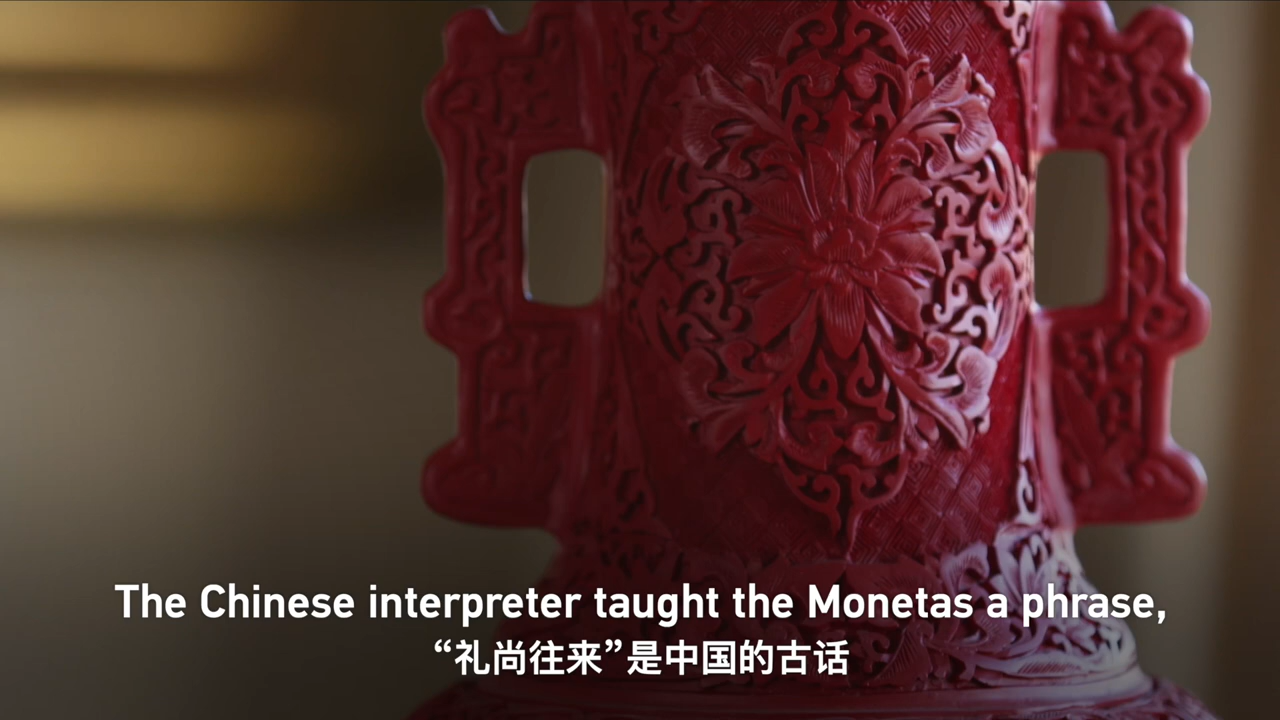 The Chinese interpreter taught the Monetas a phrase,
“礼尚往来”是中国的古话